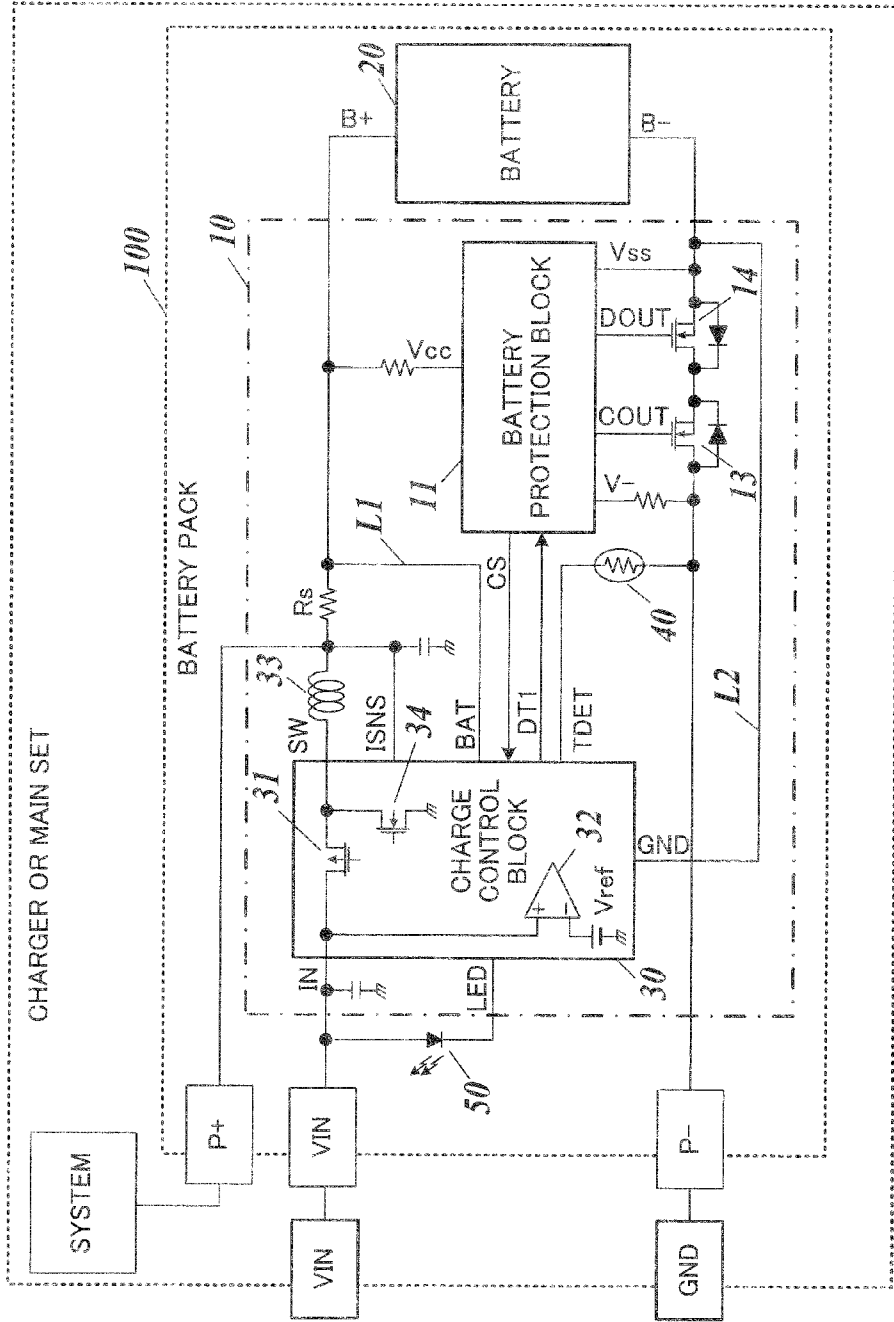 CHARGER OR MAIN SET
SYSTEM
BATTERY PACK
100
10
P+
VIN
VIN
P-
GND
B+
20
BATTERY
B-
IN
LED
50
31
SW
33
Rs
ISNS
34
L1
BAT
CHARGE
CONTROL
BLOCK
32
Vref
30
GND
CS
DT1
TDET
40
L2
11
Vcc
BATTERY
PROTECTION BLOCK
V-
COUT
DOUT
Vss
13
14